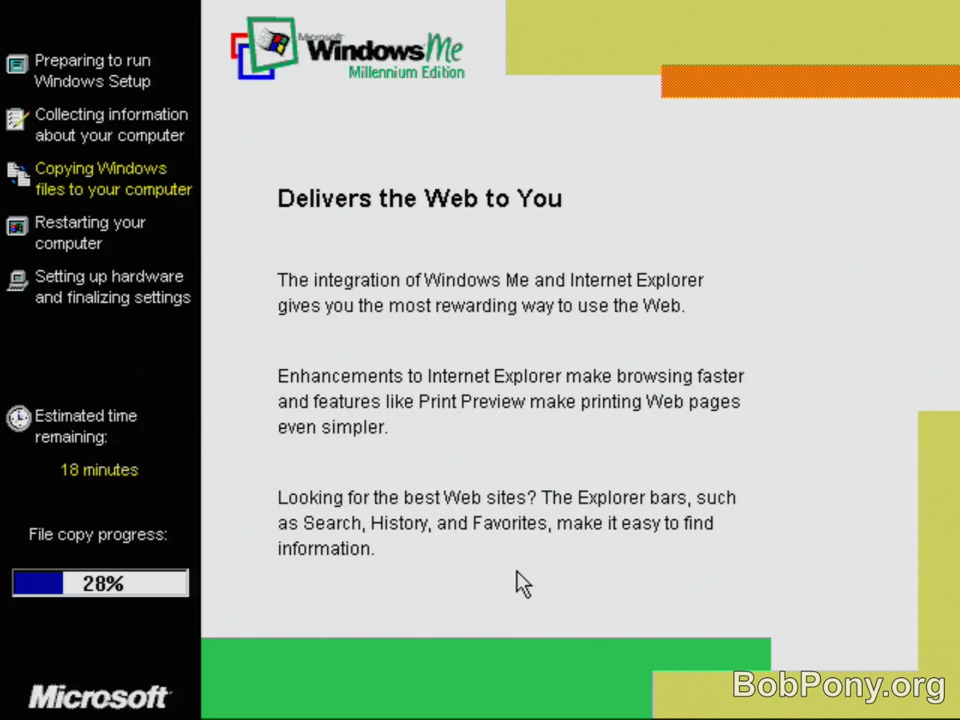 Preparing to run
Windows Setup
Collecting information
about your computer
Copying Windows
files to your computer
Restarting your
computer
Setting up hardware
and finalizing settings
Estimated time
remaining:
18 minutes
File copy progress:
28%
Microsoft
Microsoft
Windows Me
Millennium Edition
Delivers the Web to You
The integration of Windows Me and Internet Explorer
gives you the most rewarding way to use the Web.
Enhancements to Internet Explorer make browsing faster
and features like Print Preview make printing Web pages
even simpler.
Looking for the best Web sites? The Explorer bars, such
as Search, History, and Favorites, make it easy to find
information.
BobPony.org